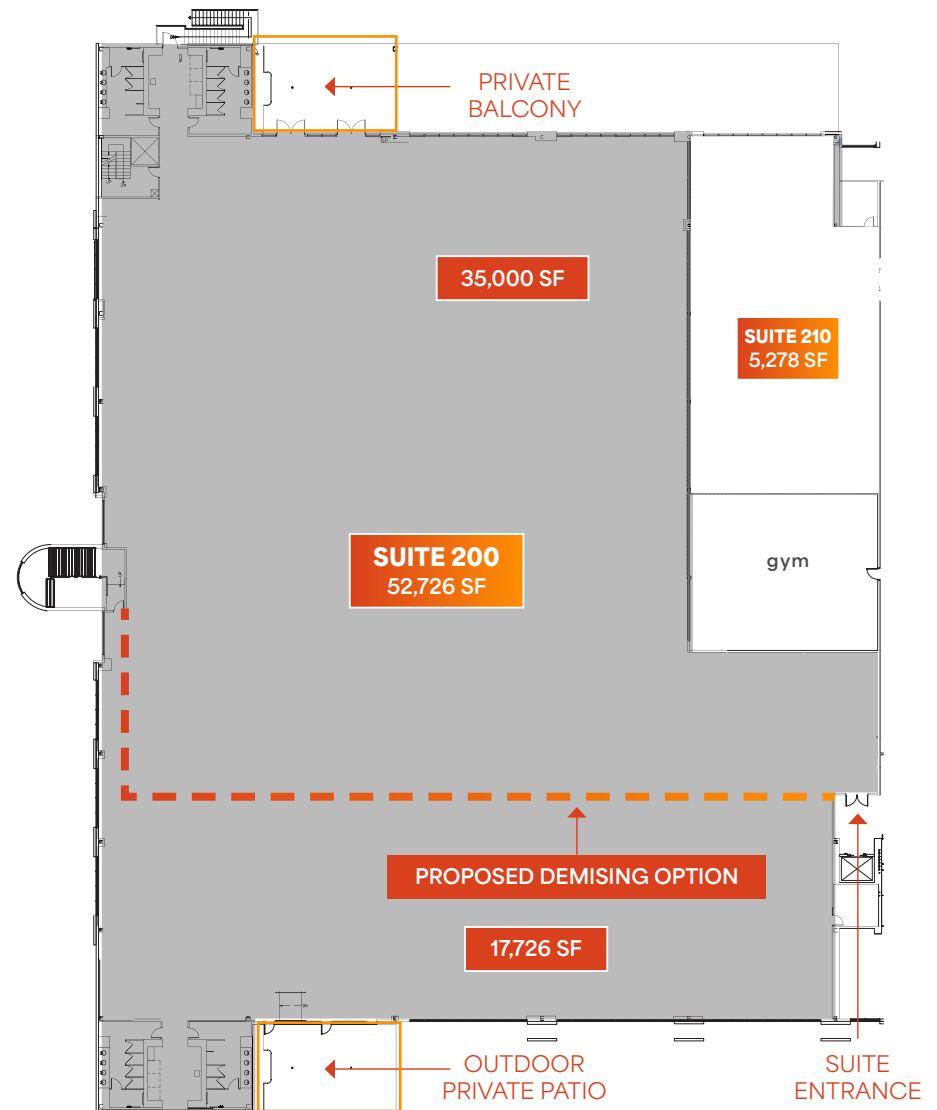 PRIVATE
BALCONY
35,000 SF
SUITE 210
5,278 SF
SUITE 200
52,726 SF
gym
PROPOSED DEMISING OPTION
17,726 SF
OUTDOOR
PRIVATE PATIO
SUITE
ENTRANCE